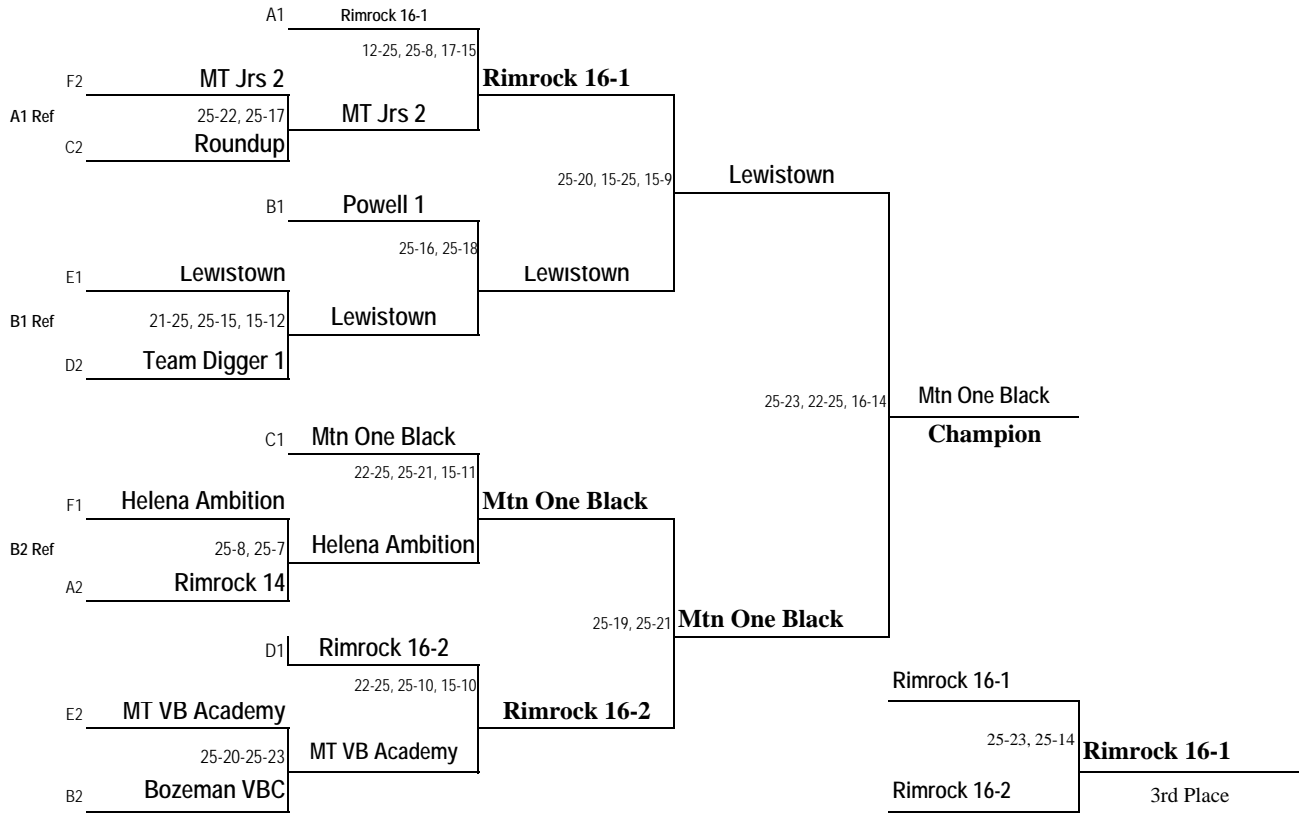 A1 Rimrock 16-1
12-25, 25-8, 17-15
F2 MT Jrs 2 Rimrock 16-1
A1 Ref 25-22, 25-17 MT Jrs 2
C2 Roundup
25-20, 15-25, 15-9 Lewistown
B1 Powell 1
25-16, 25-18
E1 Lewistown Lewistown
B1 Ref 21-25, 25-15, 15-12 Lewistown
D2 Team Digger 1
25-23, 22-25, 16-14 Mtn One Black
Champion
C1 Mtn One Black
22-25, 25-21, 15-11
F1 Helena Ambition Mtn One Black
B2 Ref 25-8, 25-7 Helena Ambition
A2 Rimrock 14
25-19, 25-21 Mtn One Black
D1 Rimrock 16-2
22-25, 25-10, 15-10 Rimrock 16-1
E2 MT VB Academy Rimrock 16-2
25-20-25-23 MT VB Academy 25-23, 25-14 Rimrock 16-1
B2 Bozeman VBC Rimrock 16-2 3rd Place